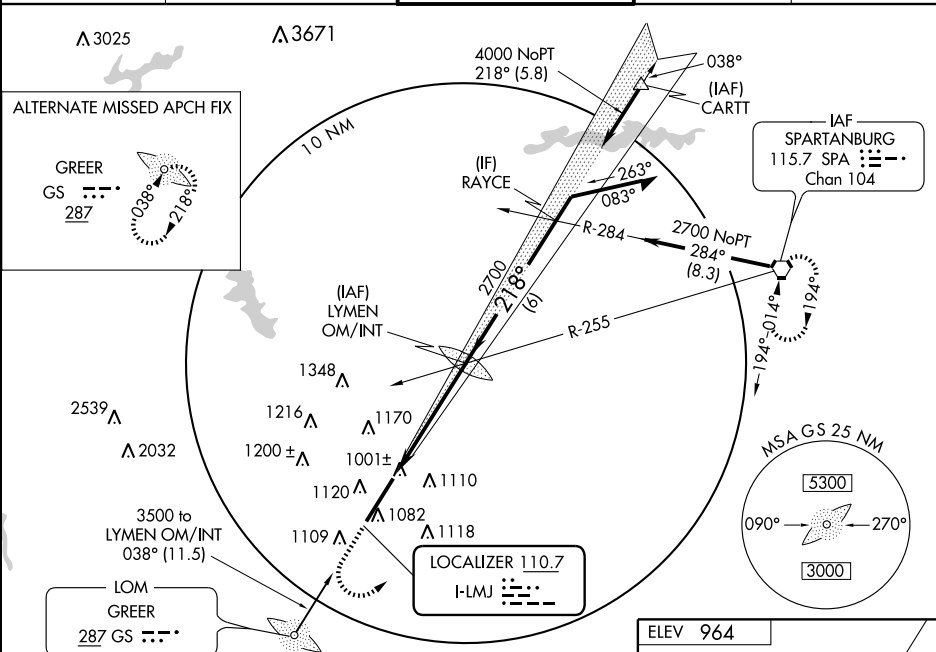 3025
3671
4000 NoPT
218° (5.8)
038°
(IAF)
CARTT
ALTERNATE MISSED APCH FIX
GREER
GS
287
038°
218°
10 NM
(IF)
RAYCE
263°
083°
IAF
SPARTANBURG
115.7 SPA
Chan 104
R-284
2700 NoPT
284°
(8.3)
2700
218°
(6)
(IAF)
LYMEN
OM/INT
R-255
194°
014°
194°
1348
1216
1170
1200 ±
1001±
1110
1120
1082
1109
1118
2539
2032
MSA GS 25 NM
5300
090°
270°
3000
3500 to
LYMEN OM/INT
038° (11.5)
LOCALIZER 110.7
I-LMJ
LOM
GREER
287 GS
ELEV 964